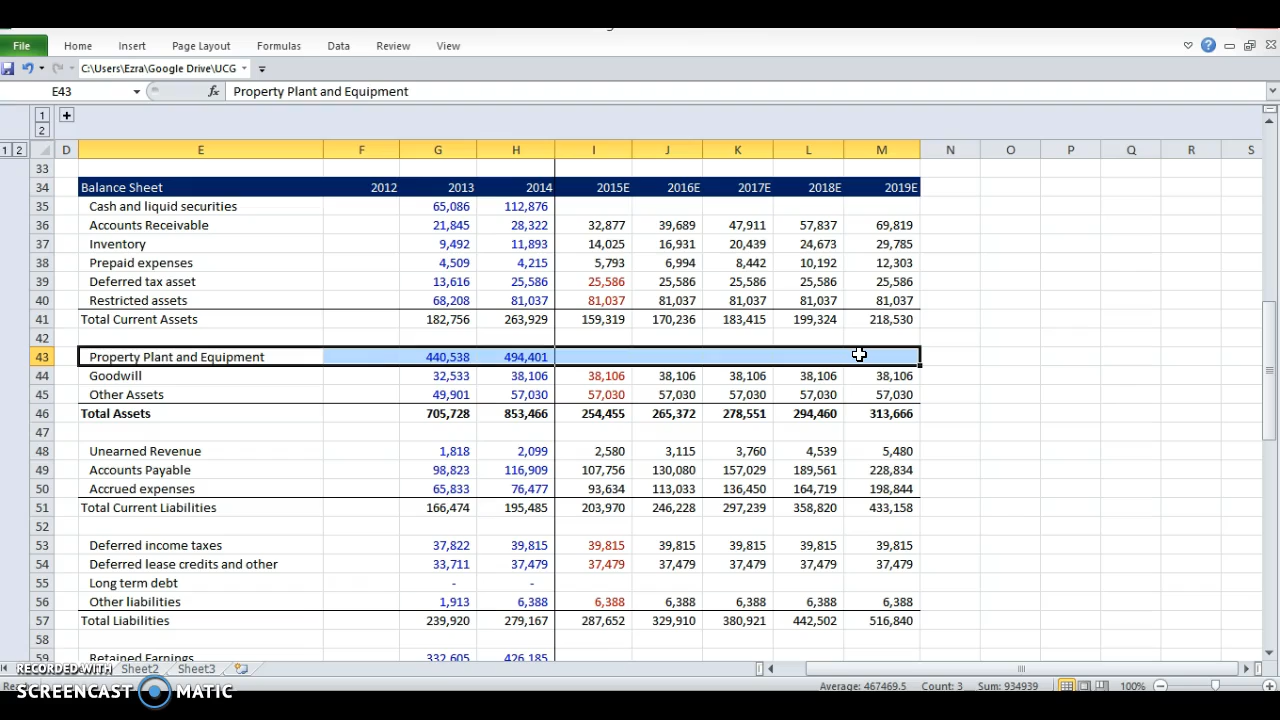 File Home Insert Page Layout Formulas Data Review View
C:\Users\Ezra\Google Drive\UCG
E43 fx Property Plant and Equipment
1
2
1 2 D E F G H I J K L M N O P Q R S
33
34 Balance Sheet 2012 2013 2014 2015E 2016E 2017E 2018E 2019E
35 Cash and liquid securities 65,086 112,876
36 Accounts Receivable 21,845 28,322 32,877 39,689 47,911 57,837 69,819
37 Inventory 9,492 11,893 14,025 16,931 20,439 24,673 29,785
38 Prepaid expenses 4,509 4,215 5,793 6,994 8,442 10,192 12,303
39 Deferred tax asset 13,616 25,586 25,586 25,586 25,586 25,586 25,586
40 Restricted assets 68,208 81,037 81,037 81,037 81,037 81,037 81,037
41 Total Current Assets 182,756 263,929 159,319 170,236 183,415 199,324 218,530
42
43 Property Plant and Equipment 440,538 494,401
44 Goodwill 32,533 38,106 38,106 38,106 38,106 38,106 38,106
45 Other Assets 49,901 57,030 57,030 57,030 57,030 57,030 57,030
46 Total Assets 705,728 853,466 254,455 265,372 278,551 294,460 313,666
47
48 Unearned Revenue 1,818 2,099 2,580 3,115 3,760 4,539 5,480
49 Accounts Payable 98,823 116,909 107,756 130,080 157,029 189,561 228,834
50 Accrued expenses 65,833 76,477 93,634 113,033 136,450 164,719 198,844
51 Total Current Liabilities 166,474 195,485 203,970 246,228 297,239 358,820 433,158
52
53 Deferred income taxes 37,822 39,815 39,815 39,815 39,815 39,815 39,815
54 Deferred lease credits and other 33,711 37,479 37,479 37,479 37,479 37,479 37,479
55 Long term debt - -
56 Other liabilities 1,913 6,388 6,388 6,388 6,388 6,388 6,388
57 Total Liabilities 239,920 279,167 287,652 329,910 380,921 442,502 516,840
58
59 Retained Earnings 332,605 426,185
RECORDED WITH Sheet2 Sheet3
SCREENCAST MATIC Average: 467469.5 Count: 3 Sum: 934939 100%